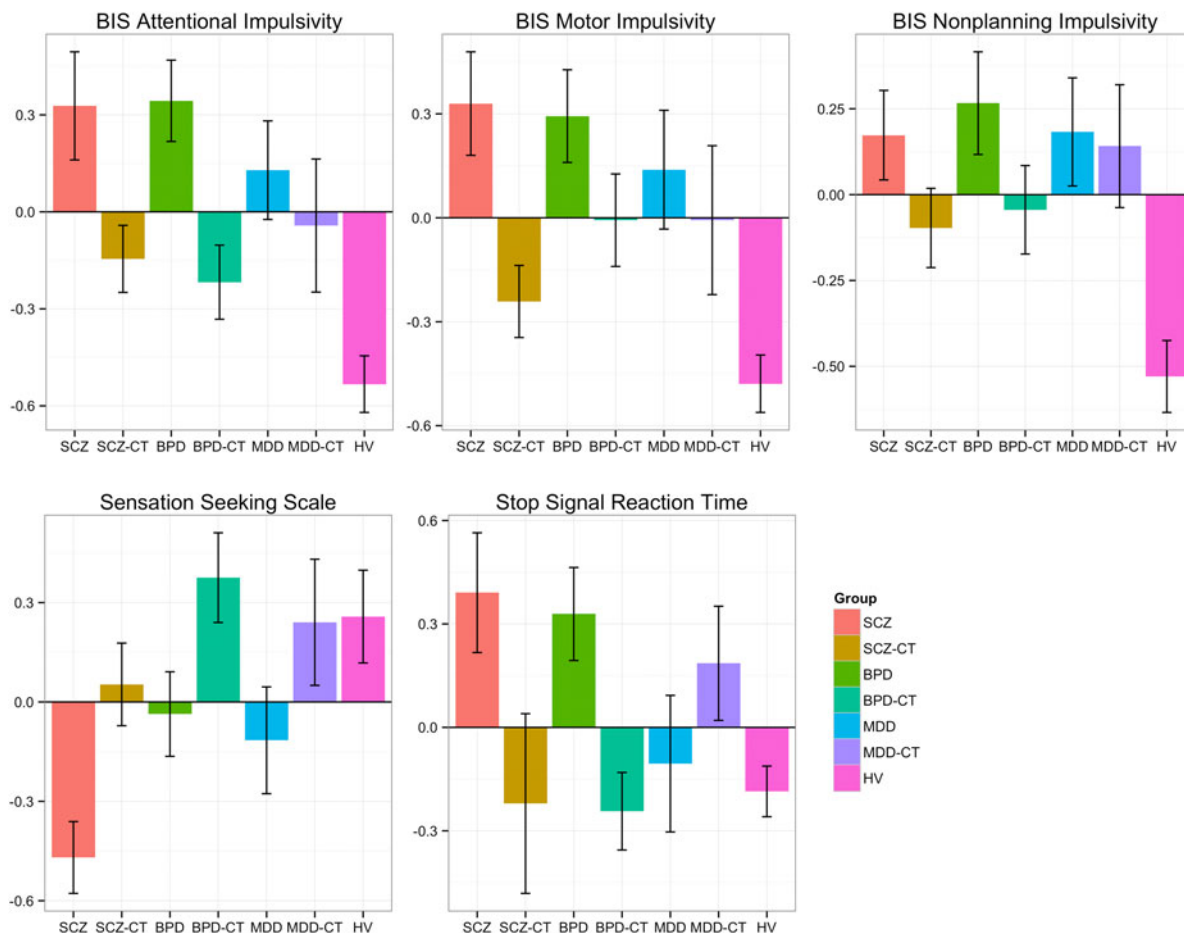 BIS Attentional Impulsivity
0.3
0.0
-0.3
-0.6
SCZ SCZ-CT BPD BPD-CT MDD MDD-CT HV
BIS Motor Impulsivity
0.3
0.0
-0.3
-0.6
SCZ SCZ-CT BPD BPD-CT MDD MDD-CT HV
BIS Nonplanning Impulsivity
0.25
0.00
-0.25
-0.50
SCZ SCZ-CT BPD BPD-CT MDD MDD-CT HV
Sensation Seeking Scale
0.3
0.0
-0.3
-0.6
SCZ SCZ-CT BPD BPD-CT MDD MDD-CT HV
Stop Signal Reaction Time
0.6
0.3
0.0
-0.3
SCZ SCZ-CT BPD BPD-CT MDD MDD-CT HV
Group
SCZ
SCZ-CT
BPD
BPD-CT
MDD
MDD-CT
HV